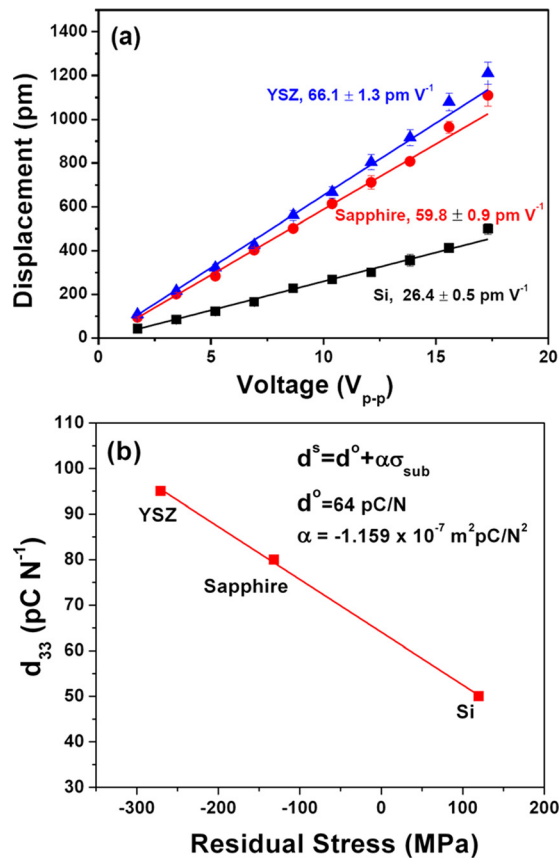 (a)
1400
1200
1000
800
600
400
200
0
Displacement (pm)
YSZ, 66.1 ± 1.3 pm V⁻¹
Sapphire, 59.8 ± 0.9 pm V⁻¹
Si, 26.4 ± 0.5 pm V⁻¹
0 5 10 15 20
Voltage (Vp-p)
(b)
110
100
90
80
70
60
50
40
30
d₃₃ (pC N⁻¹)
dˢ=dᵒ+ασsub
dᵒ=64 pC/N
α = -1.159 x 10⁻⁷ m²pC/N²
YSZ
Sapphire
Si
-300 -200 -100 0 100 200
Residual Stress (MPa)